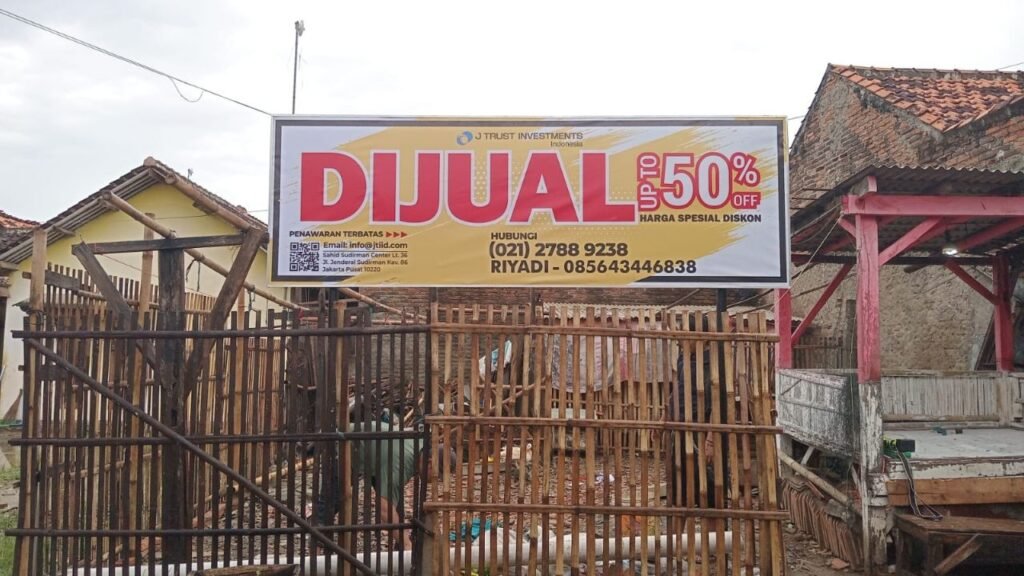 J TRUST INVESTMENTS
Indonesia
DIJUAL
UP TO
50%
OFF
HARGA SPESIAL DISKON
PENAWARAN TERBATAS
Email: info@jtiid.com
Sahid Sudirman Center Lt. 36
Jl. Jenderal Sudirman Kav. 86
Jakarta Pusat 10220
HUBUNGI
(021) 2788 9238
RIYADI - 085643446838